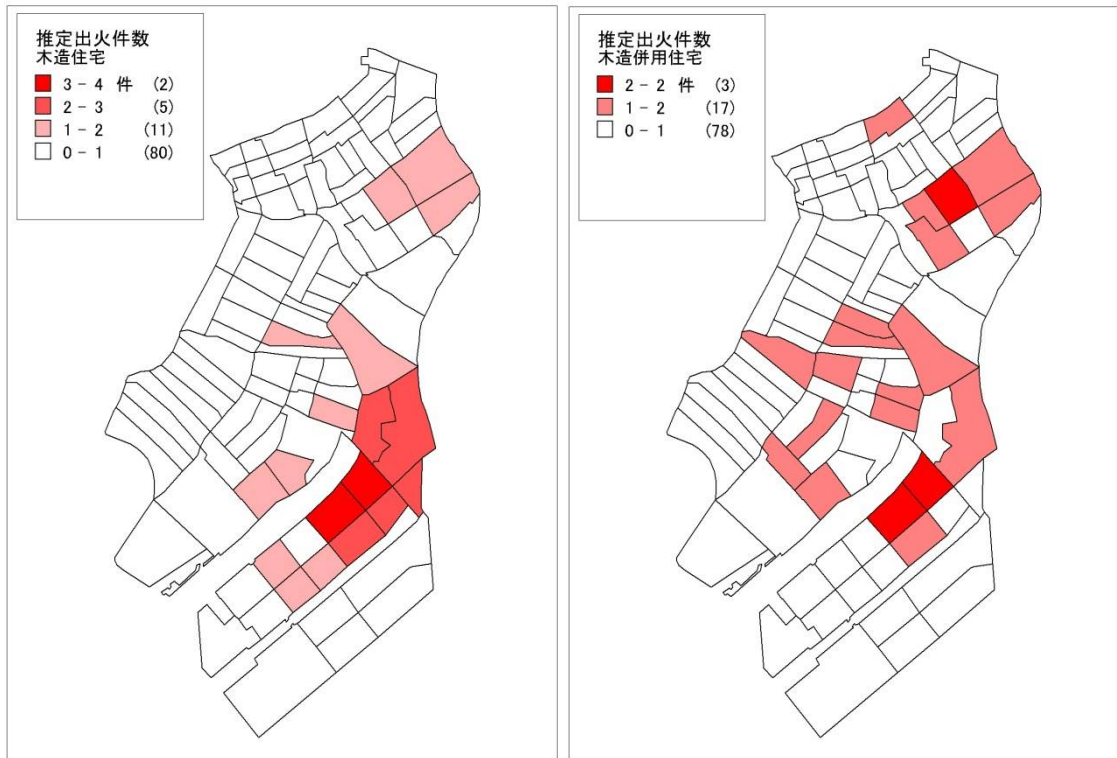 推定出火件数
木造住宅
3 - 4 件 (2)
2 - 3 (5)
1 - 2 (11)
0 - 1 (80)
推定出火件数
木造併用住宅
2 - 2 件 (3)
1 - 2 (17)
0 - 1 (78)